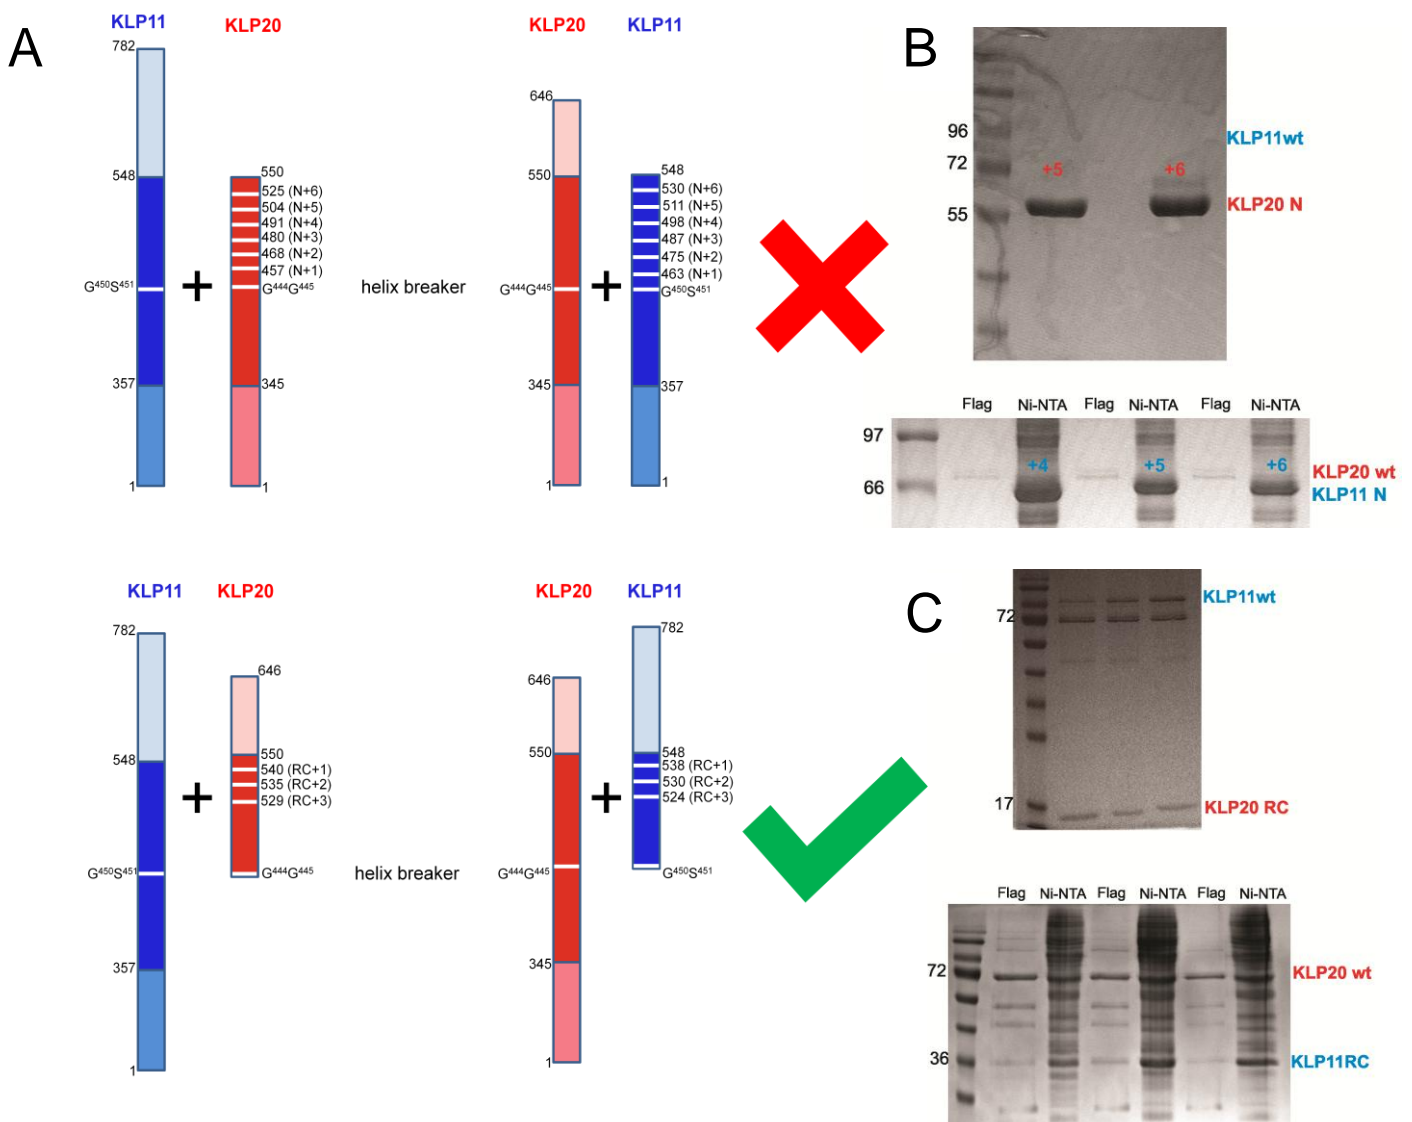 A
KLP11
KLP20
782
548
G⁴⁵⁰S⁴⁵¹
357
1
+
550
525 (N+6)
504 (N+5)
491 (N+4)
480 (N+3)
468 (N+2)
457 (N+1)
G⁴⁴⁴G⁴⁴⁵
345
1
helix breaker
KLP20
KLP11
646
550
G⁴⁴⁴G⁴⁴⁵
345
1
+
548
530 (N+6)
511 (N+5)
498 (N+4)
487 (N+3)
475 (N+2)
463 (N+1)
G⁴⁵⁰S⁴⁵¹
357
1
B
96
72
55
+5
+6
KLP11wt
KLP20 N
Flag Ni-NTA Flag Ni-NTA Flag Ni-NTA
97
66
+4
+5
+6
KLP20 wt
KLP11 N
KLP11
KLP20
782
548
G⁴⁵⁰S⁴⁵¹
357
1
+
646
550
540 (RC+1)
535 (RC+2)
529 (RC+3)
G⁴⁴⁴G⁴⁴⁵
helix breaker
KLP20
KLP11
646
550
G⁴⁴⁴G⁴⁴⁵
345
1
+
782
548
538 (RC+1)
530 (RC+2)
524 (RC+3)
G⁴⁵⁰S⁴⁵¹
C
72
17
KLP11wt
KLP20 RC
Flag Ni-NTA Flag Ni-NTA Flag Ni-NTA
72
36
KLP20 wt
KLP11RC